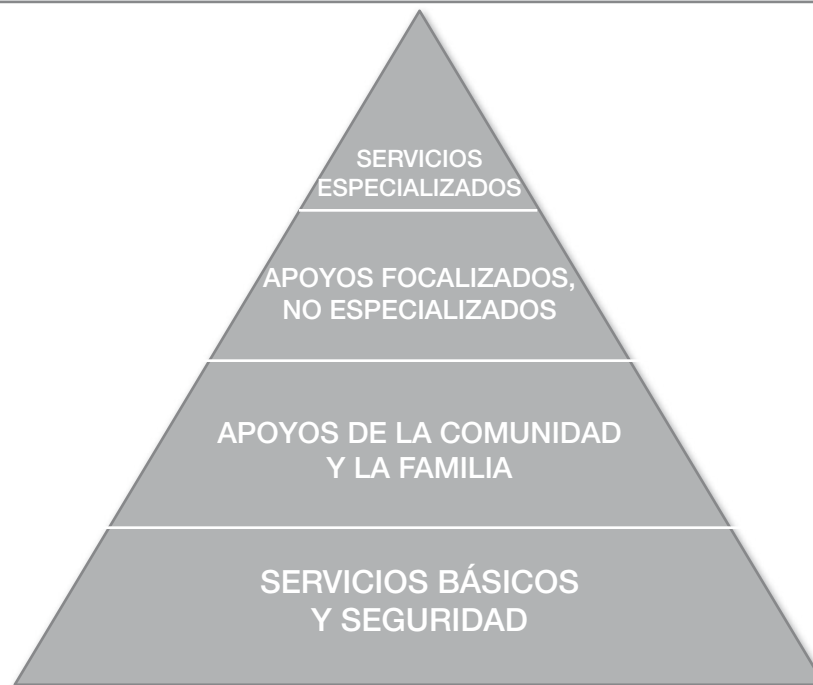 SERVICIOS
ESPECIALIZADOS
APOYOS FOCALIZADOS,
NO ESPECIALIZADOS
APOYOS DE LA COMUNIDAD
Y LA FAMILIA
SERVICIOS BÁSICOS
Y SEGURIDAD